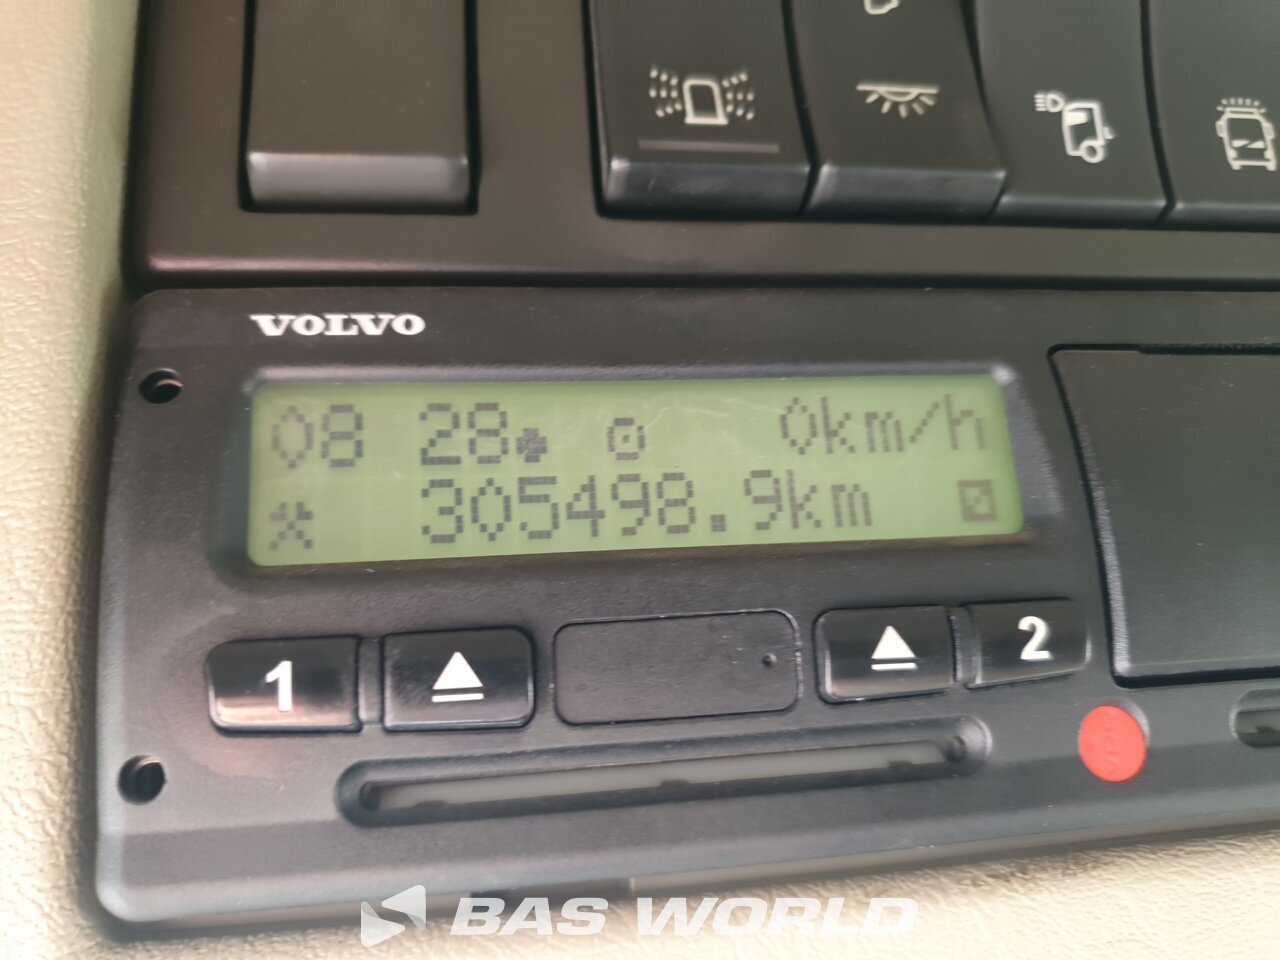 VOLVO
08 28 0km/h
305498.9km
1
2
BAS WORLD